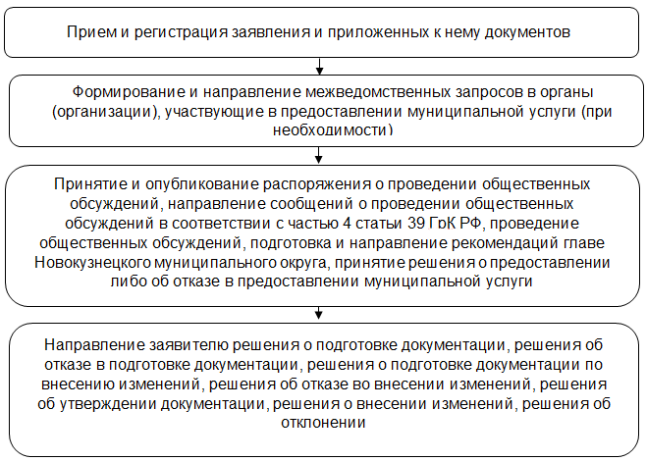 Прием и регистрация заявления и приложенных к нему документов
Формирование и направление межведомственных запросов в органы
(организации), участвующие в предоставлении муниципальной услуги (при
необходимости)
Принятие и опубликование распоряжения о проведении общественных
обсуждений, направление сообщений о проведении общественных
обсуждений в соответствии с частью 4 статьи 39 ГрК РФ, проведение
общественных обсуждений, подготовка и направление рекомендаций главе
Новокузнецкого муниципального округа, принятие решения о предоставлении
либо об отказе в предоставлении муниципальной услуги
Направление заявителю решения о подготовке документации, решения об
отказе в подготовке документации, решения о подготовке документации по
внесению изменений, решения об отказе во внесении изменений, решения
об утверждении документации, решения о внесении изменений, решения об
отклонении